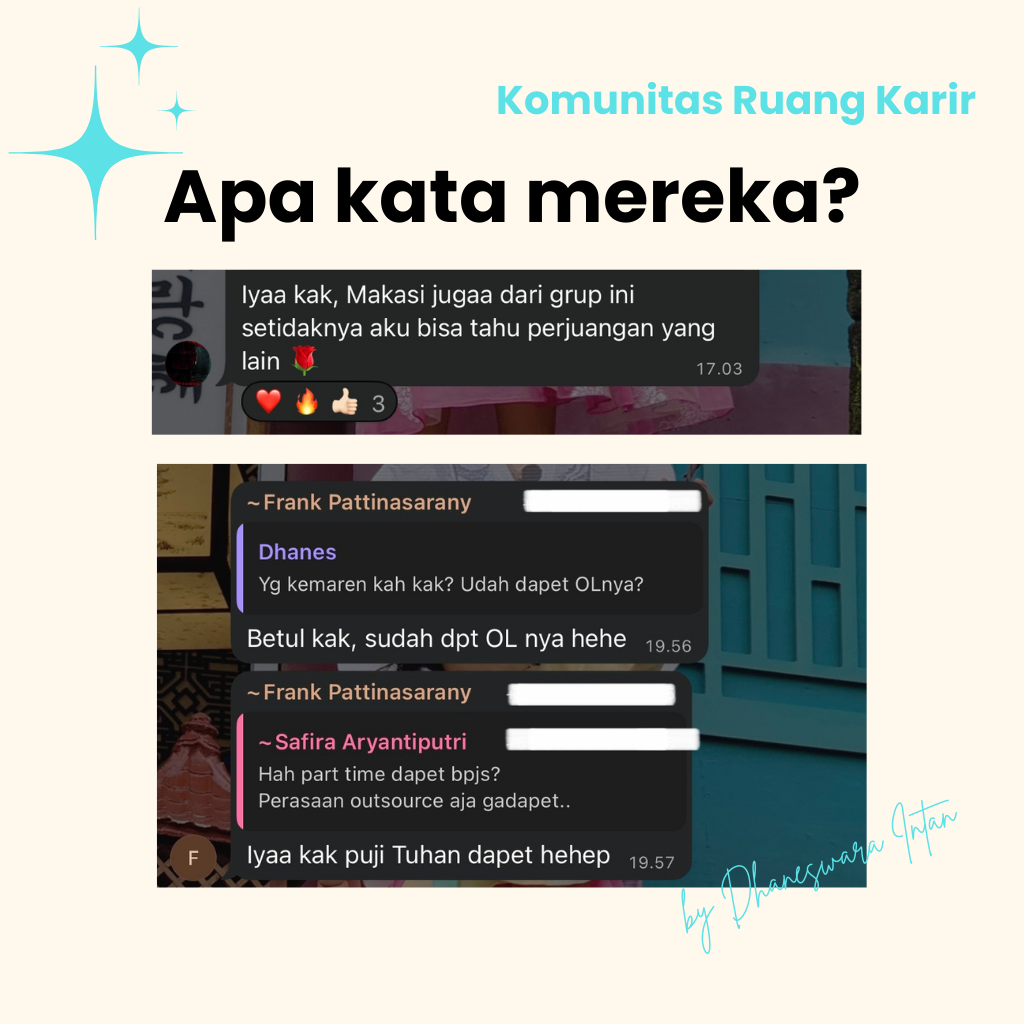 Komunitas Ruang Karir
Apa kata mereka?
Iyaa kak, Makasi jugaa dari grup ini
setidaknya aku bisa tahu perjuangan yang
lain 🌹
17.03
❤️ 🔥 👍🏻 3
~Frank Pattinasarany
Dhanes
Yg kemaren kah kak? Udah dapet OLnya?
Betul kak, sudah dpt OL nya hehe 19.56
~Frank Pattinasarany
~Safira Aryantiputri
Hah part time dapet bpjs?
Perasaan outsource aja gadapet..
F
Iyaa kak puji Tuhan dapet hehep 19.57
by Dhaneswara Intan